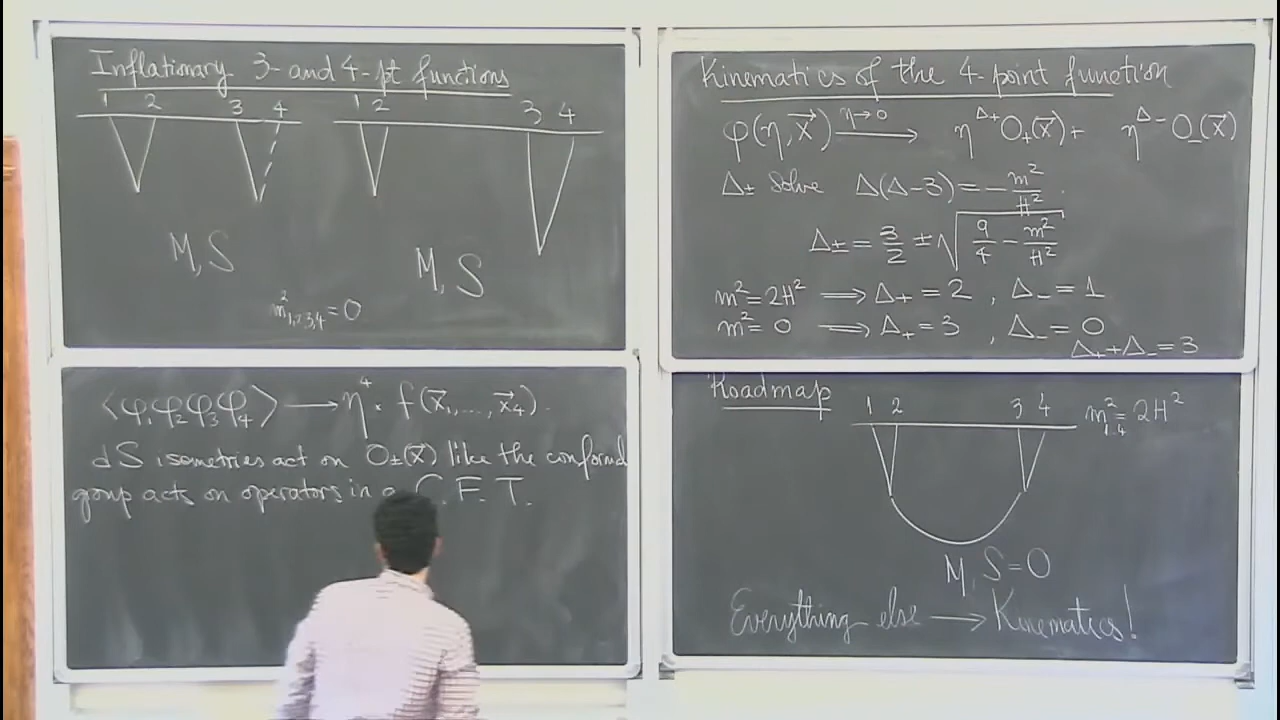 Inflationary 3- and 4-pt functions
1 2 3 4 1 2 3 4
M, S M, S
m²₁,₂,₃,₄ = 0
⟨φ₁φ₂φ₃φ₄⟩ ⟶ η⁴ · f(x⃗₁,...,x⃗₄).
dS isometries act on O±(x⃗) like the conformal
group acts on operators in a C.F.T.
Kinematics of the 4-point function
φ(η,x⃗) ⟶ η→0 η^Δ₊ O₊(x⃗) + η^Δ₋ O₋(x⃗)
Δ± solve Δ(Δ-3) = -m²/H².
Δ± = 3/2 ± √(9/4 - m²/H²)
m² = 2H² ⟹ Δ₊ = 2 , Δ₋ = 1
m² = 0 ⟹ Δ₊ = 3 , Δ₋ = 0
Δ₊+Δ₋ = 3
Roadmap
1 2 3 4 m²₁₋₄ = 2H²
M, S=0
Everything else ⟶ Kinematics!